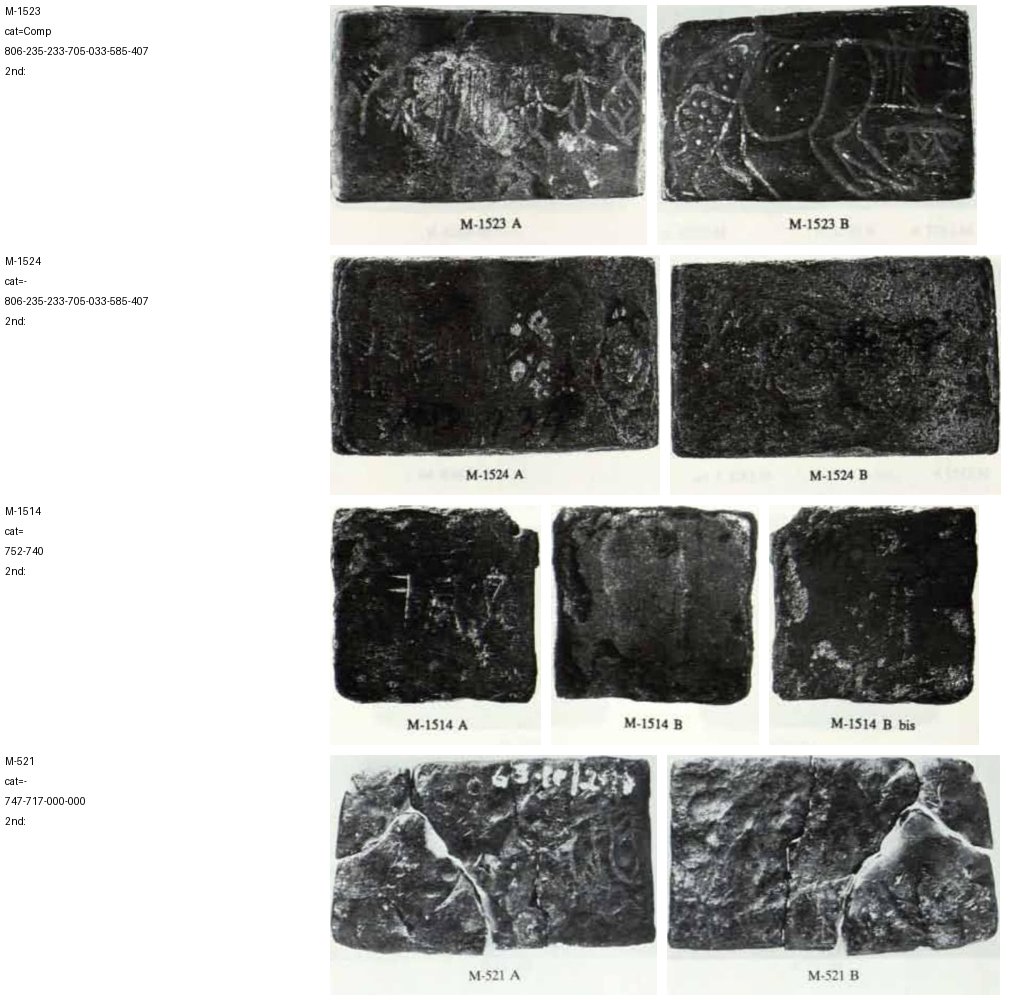 M-1523
cat=Comp
806-235-233-705-033-585-407
2nd:
M-1523 A
M-1523 B
M-1524
cat=-
806-235-233-705-033-585-407
2nd:
M-1524 A
M-1524 B
M-1514
cat=
752-740
2nd:
M-1514 A
M-1514 B
M-1514 B bis
M-521
cat=-
747-717-000-000
2nd:
M-521 A
M-521 B